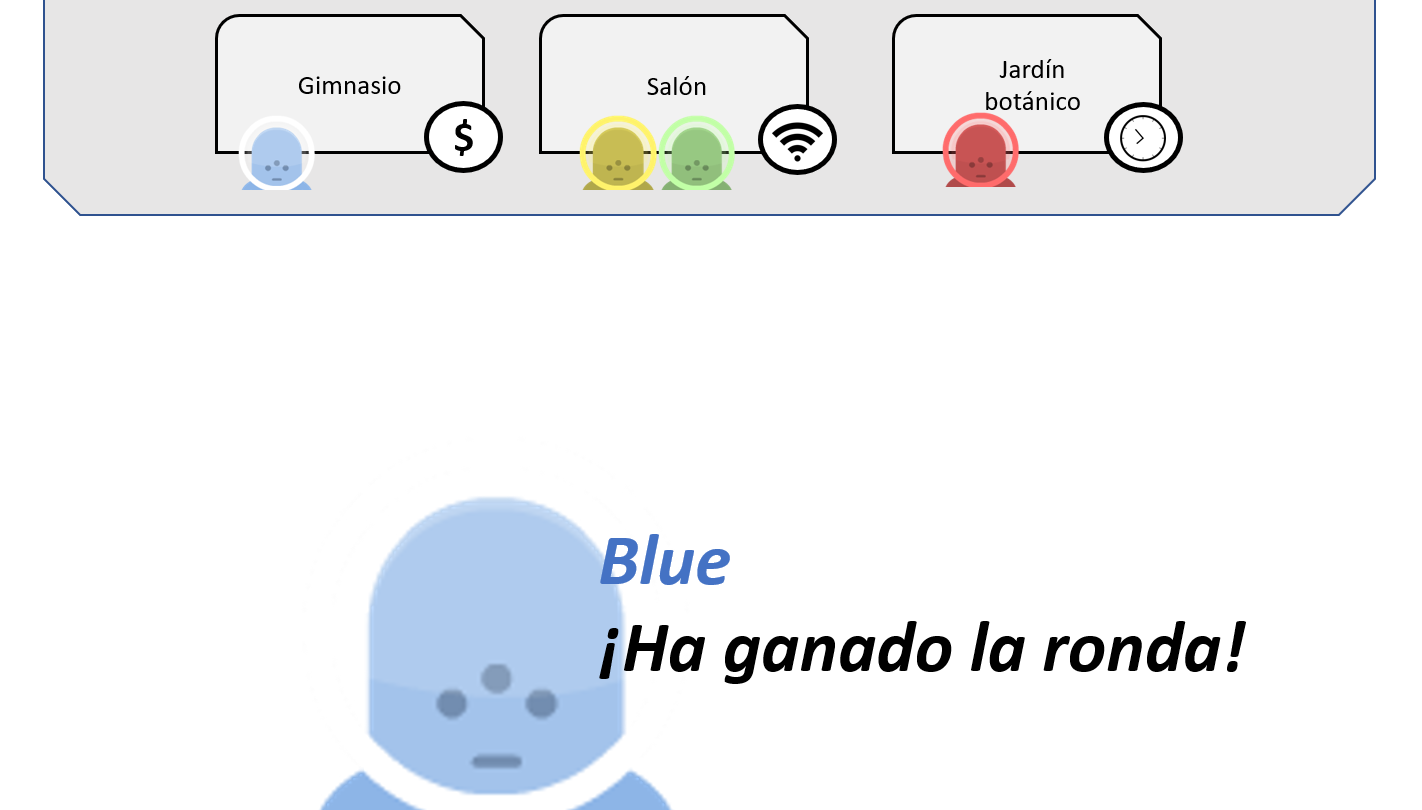 Gimnasio
Salón
Jardín
botánico
$
Blue
¡Ha ganado la ronda!